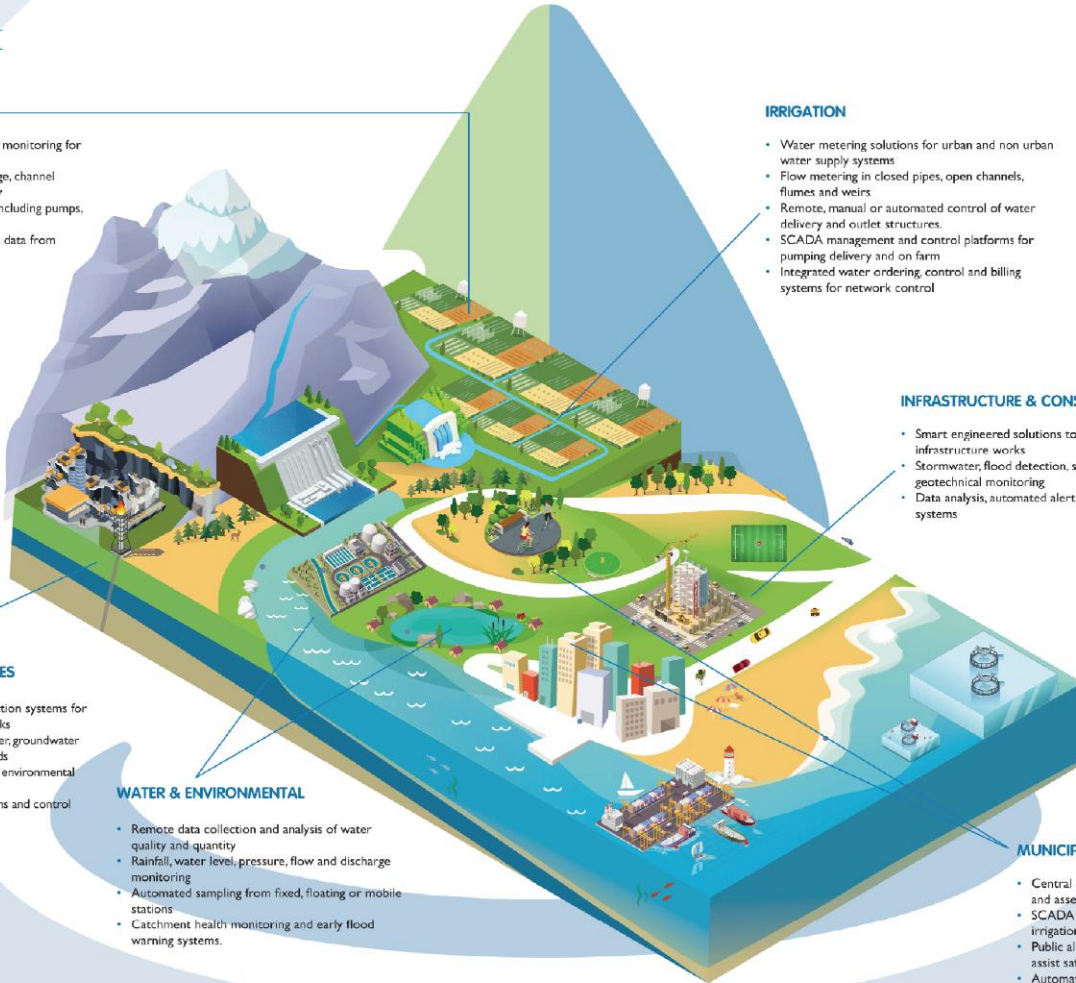 monitoring for
ge, channel
r
ncluding pumps,
data from
IRRIGATION
• Water metering solutions for urban and non urban
water supply systems
• Flow metering in closed pipes, open channels,
flumes and weirs
• Remote, manual or automated control of water
delivery and outlet structures.
• SCADA management and control platforms for
pumping delivery and on farm
• Integrated water ordering, control and billing
systems for network control
INFRASTRUCTURE & CONS
• Smart engineered solutions to
infrastructure works
• Stormwater, flood detection, s
geotechnical monitoring
• Data analysis, automated alert
systems
ES
tion systems for
ks
er, groundwater
ds
environmental
ns and control
WATER & ENVIRONMENTAL
• Remote data collection and analysis of water
quality and quantity
• Rainfall, water level, pressure, flow and discharge
monitoring
• Automated sampling from fixed, floating or mobile
stations
• Catchment health monitoring and early flood
warning systems.
MUNICIP
• Central
and asse
• SCADA
irrigation
• Public al
assist saf
• Automa